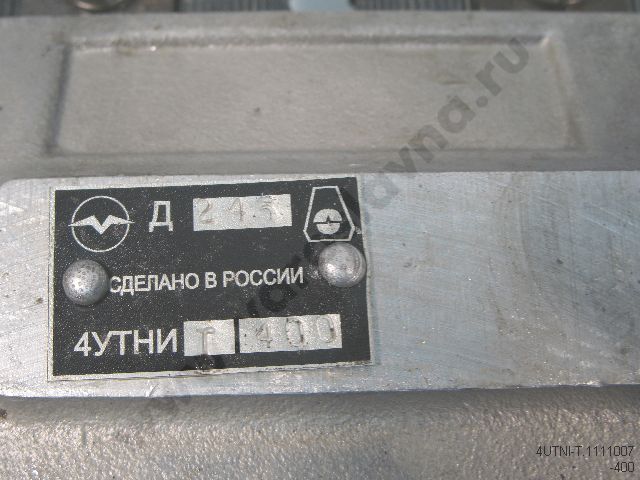 Д 245
СДЕЛАНО В РОССИИ
4УТНИ Т 400
4UTNI-T.1111007
-400